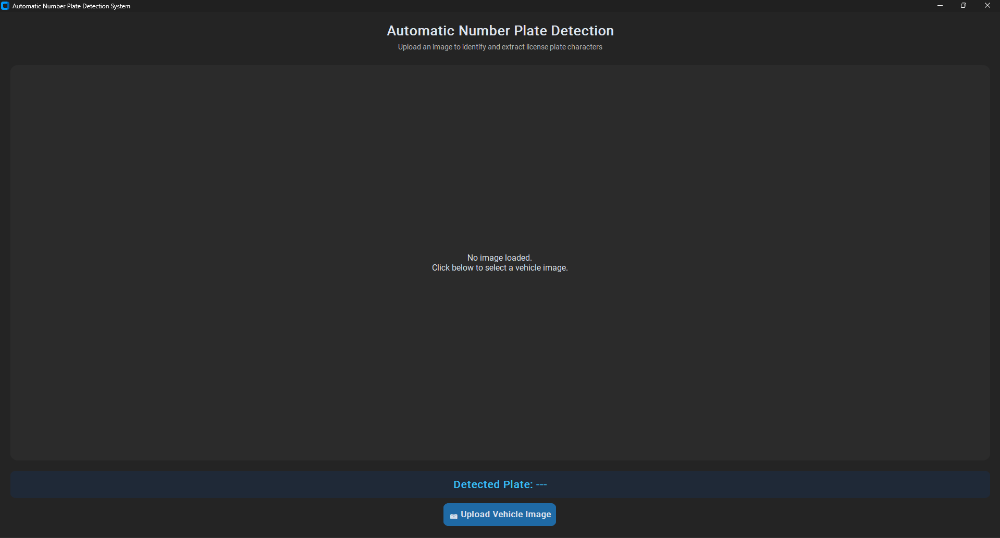 Automatic Number Plate Detection System
Automatic Number Plate Detection
Upload an image to identify and extract license plate characters
No image loaded.
Click below to select a vehicle image.
Detected Plate: ---
Upload Vehicle Image